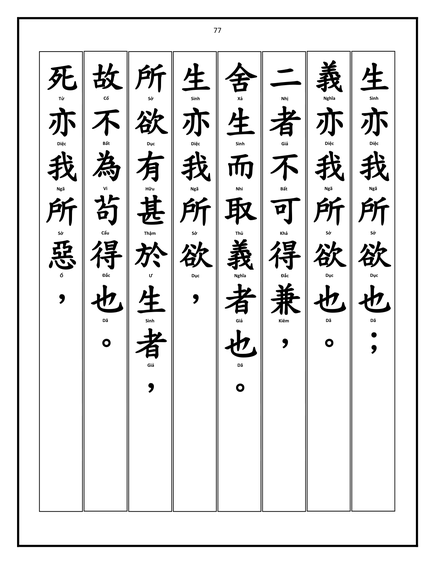 77
生亦我所欲也；
Sinh Diệc Ngã Sở Dục Dã
義亦我所欲也。
Nghĩa Diệc Ngã Sở Dục Dã
二者不可得兼，
Nhị Giả Bất Khả Đắc Kiêm
舍生而取義者也。
Xả Sinh Nhi Thủ Nghĩa Giả Dã
生亦我所欲，
Sinh Diệc Ngã Sở Dục
所欲有甚於生者，
Sở Dục Hữu Thậm Ư Sinh Giả
故不為苟得也。
Cố Bất Vi Cẩu Đắc Dã
死亦我所惡，
Tử Diệc Ngã Sở Ố